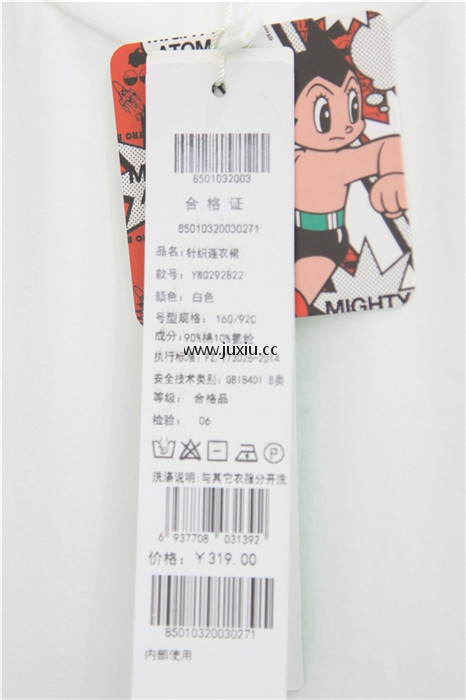 MIGHTY
ATOM
8501032003
合格证
85010320030271
品名：针织连衣裙
款号：YWQ292B22
颜色：白色
号型规格：160/92C
成分：90%棉10%氨纶
www.juxiu.cc
执行标准：FZ/T73026-2014
安全技术类别：GB18401 B类
等级：合格品
检验：06
洗涤说明：与其它衣服分开洗
6 937708 031392
价格：￥319.00
85010320030271
内部使用
MIGHTY